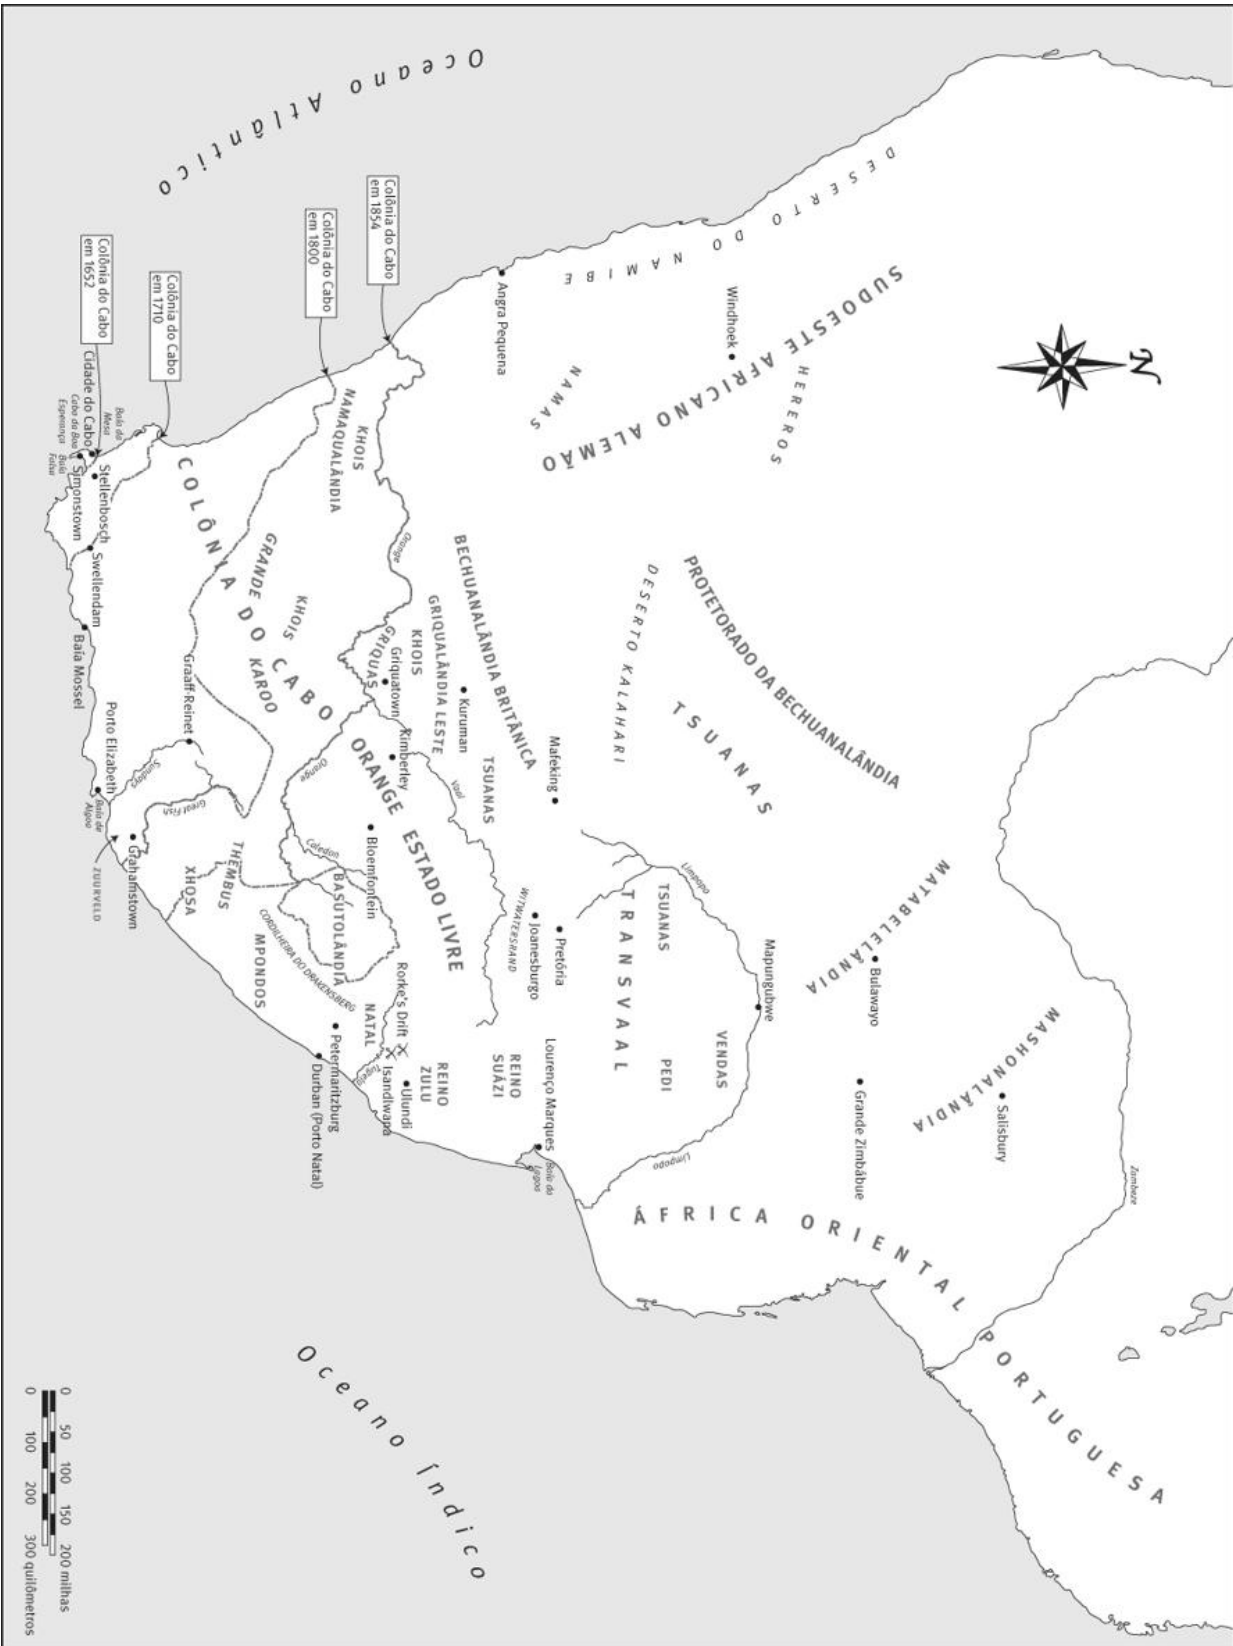 N
Oceano Atlântico
DESERTO DO NAMIBE
SUDOESTE AFRICANO ALEMÃO
Windhoek
HEREROS
NAMAS
Angra Pequena
PROTETORADO DA BECHUANALÂNDIA
DESERTO KALAHARI
TSUANAS
MATABELELÂNDIA
Bulawayo
MASHONALÂNDIA
Salisbury
Grande Zimbábue
Zambeze
ÁFRICA ORIENTAL PORTUGUESA
Mapungubwe
Limpopo
VENDAS
TSUANAS
PEDI
TRANSVAAL
Limpopo
Mafeking
Pretória
Joanesburgo
WITWATERSRAND
Lourenço Marques
Baía da
Lagoa
BECHUANALÂNDIA BRITÂNICA
TSUANAS
Kuruman
GRIQUALÂNDIA LESTE
KHOIS
Griquatown
GRIQUAS
Kimberley
Vaal
REINO
SUÁZI
REINO
ZULU
Ulundi
Isandlwana
Rorke's Drift
Tugela
NATAL
ORANGE ESTADO LIVRE
Bloemfontein
Caledon
BASUTOLÂNDIA
CORDILHEIRA DO DRAKENSBERG
Petermaritzburg
Durban (Porto Natal)
Orange
Orange
Colônia do Cabo
em 1854
Colônia do Cabo
em 1800
KHOIS
NAMAQUALÂNDIA
COLÔNIA DO CABO
GRANDE
KAROO
KHOIS
THEMBUS
MPONDOS
XHOSA
Colônia do Cabo
em 1710
Colônia do Cabo
em 1652
Baía da
Mesa
Cidade do Cabo
Cabo da Boa
Esperança
Baía
Falsa
Stellenbosch
Simonstown
Swellendam
Baía Mossel
Graaff-Reinet
Sundays
Great Fish
Porto Elizabeth
Baía de
Algoa
Grahamstown
ZUURVELD
Oceano Índico
0 50 100 150 200 milhas
0 100 200 300 quilômetros